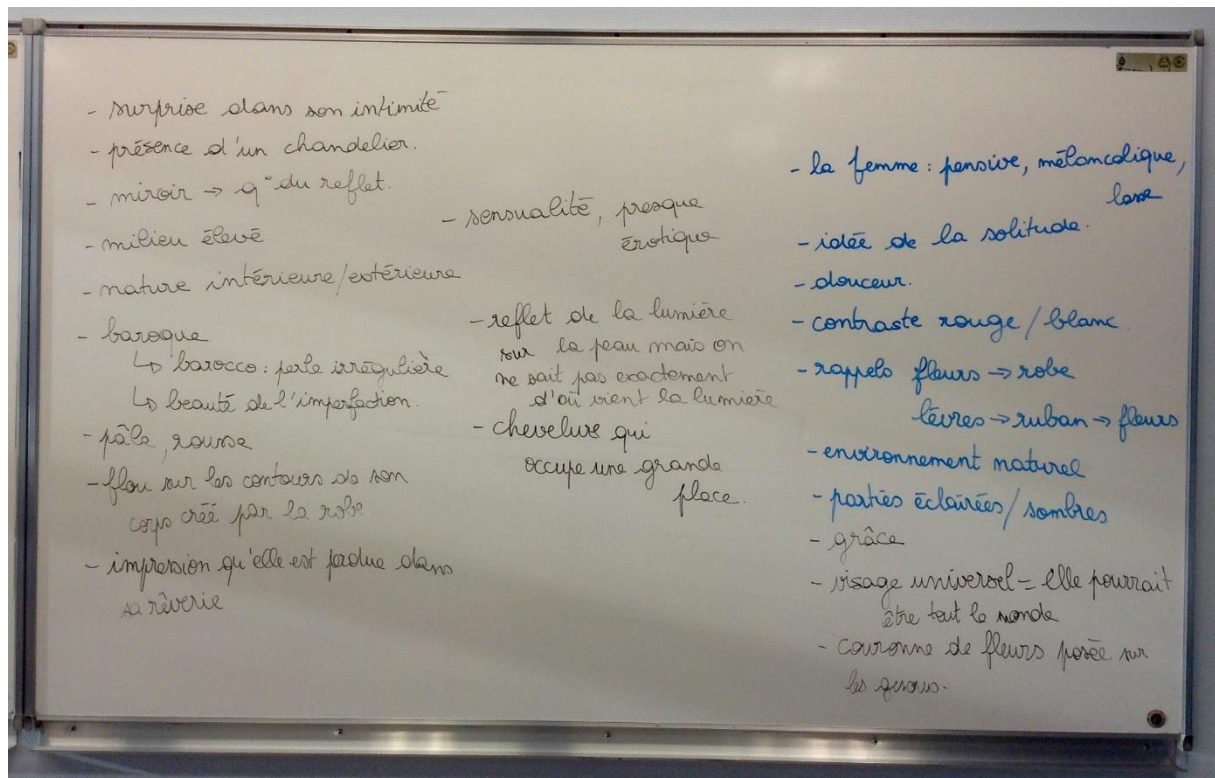 - surprise dans son intimité
- présence d'un chandelier.
- miroir → q° du reflet.
- milieu élevé
- nature intérieure/extérieure
- baroque
↳ barocco : perle irrégulière
↳ beauté de l'imperfection.
- pâle, rousse
- flou sur les contours de son
corps créé par la robe
- impression qu'elle est perdue dans
sa rêverie
- sensualité, presque
érotique
- reflet de la lumière
sur la peau mais on
ne sait pas exactement
d'où vient la lumière
- chevelure qui
occupe une grande
place.
- la femme : pensive, mélancolique,
lasse
- idée de la solitude.
- douceur.
- contraste rouge / blanc.
- rappels fleurs → robe
lèvres → ruban → fleurs
- environnement naturel
- parties éclairées / sombres
- grâce
- visage universel = elle pourrait
être tout le monde
- couronne de fleurs posée sur
les genoux.